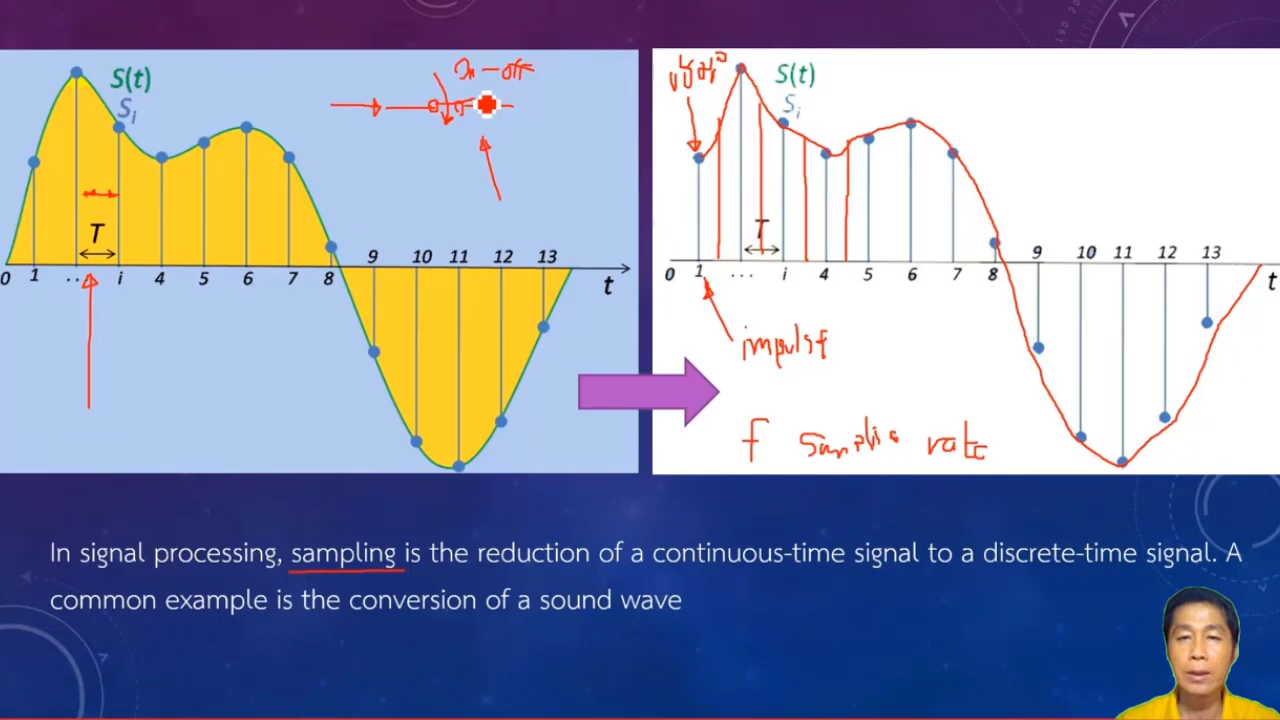 S(t)
Si
On-off
T
0 1 ... i 4 5 6 7 8 9 10 11 12 13
t
S(t)
Si
T
0 1 ... i 4 5 6 7 8 9 10 11 12 13
t
impulse
f sampling rate
In signal processing, sampling is the reduction of a continuous-time signal to a discrete-time signal. A
common example is the conversion of a sound wave